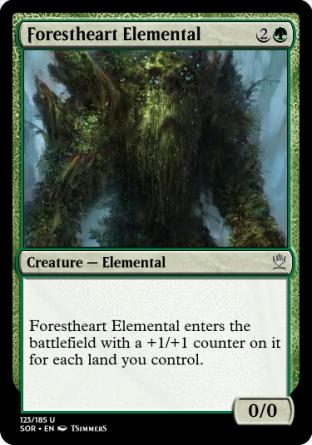 Forestheart Elemental 2
Creature — Elemental
Forestheart Elemental enters the
battlefield with a +1/+1 counter on it
for each land you control.
0/0
123/185 U
SOR • EN TSimmerS